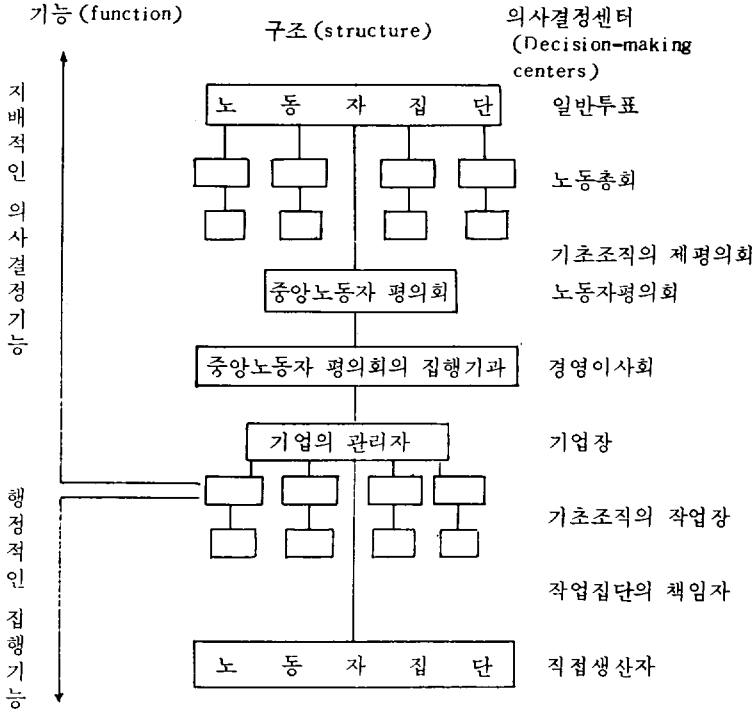 기능(function)
구조(structure)
의사결정센터
(Decision-making
centers)
지배적인 의사결정기능
행정적인 집행기능
노동자집단
일반투표
노동총회
기초조직의 제평의회
중앙노동자 평의회
노동자평의회
중앙노동자 평의회의 집행기과
경영이사회
기업의 관리자
기업장
기초조직의 작업장
작업집단의 책임자
노동자집단
직접생산자